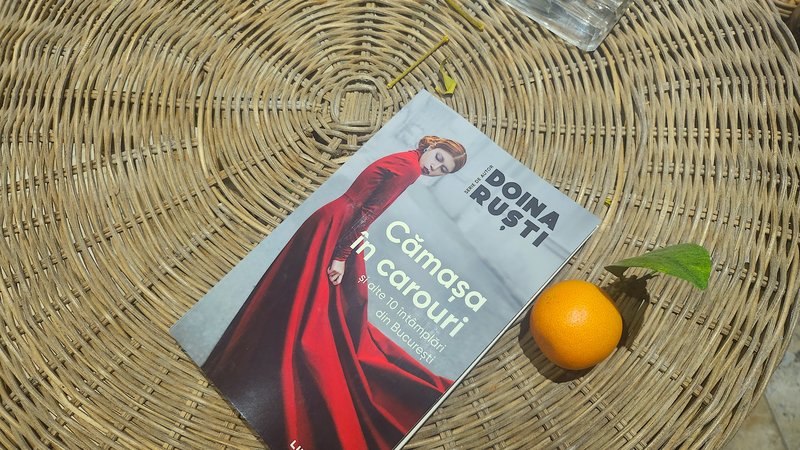 SERIE DE AUTOR
DOINA
RUȘTI
Cămașa
în carouri
și alte 10 întâmplări
din București